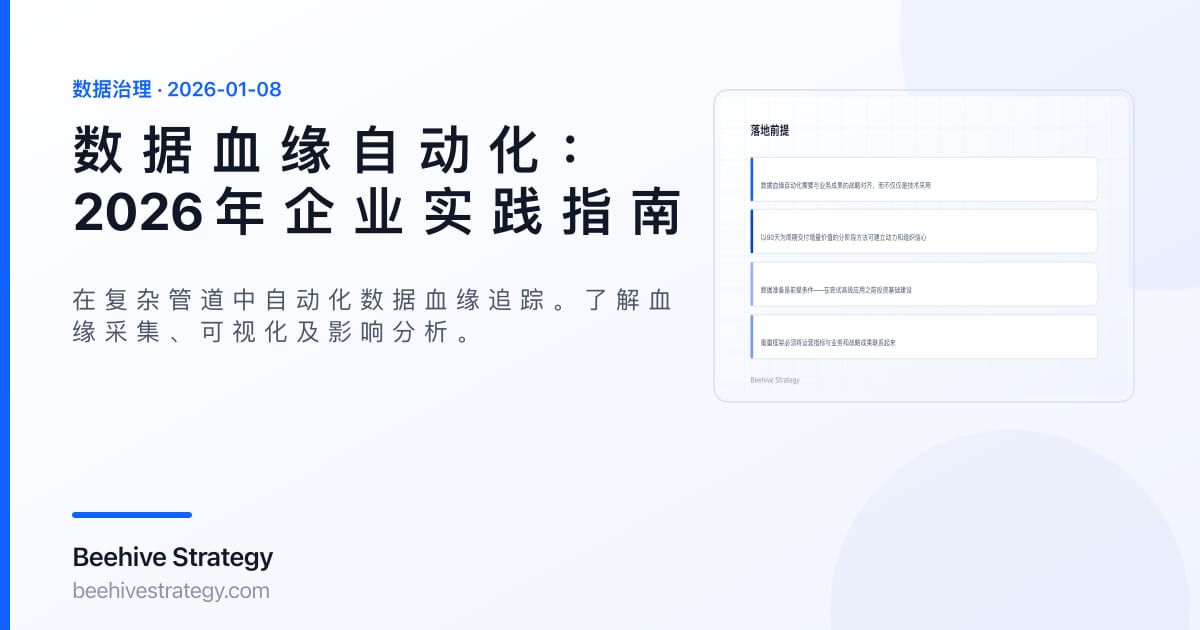 数据治理 · 2026-01-08
数据血缘自动化：
2026年企业实践指南
在复杂管道中自动化数据血缘追踪。了解血
缘采集、可视化及影响分析。
落地前提
数据血缘自动化需要与业务成果的战略对齐，而不仅仅是技术采用
以90天为周期交付增量价值的分阶段方法可建立动力和组织信心
数据准备是前提条件——在尝试高级应用之前投资基础建设
衡量框架必须将运营指标与业务和战略成果联系起来
Beehive Strategy
Beehive Strategy
beehivestrategy.com